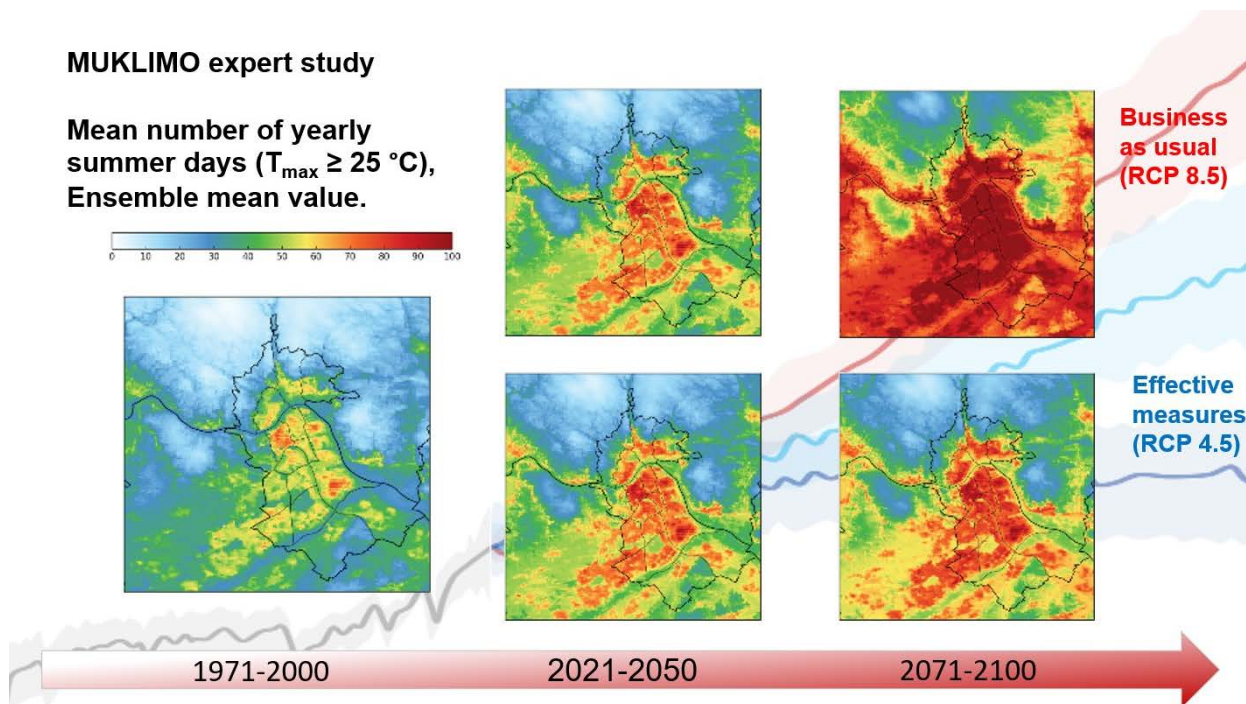 MUKLIMO expert study
Mean number of yearly
summer days (Tmax ≥ 25 °C),
Ensemble mean value.
0 10 20 30 40 50 60 70 80 90 100
Business
as usual
(RCP 8.5)
Effective
measures
(RCP 4.5)
1971-2000
2021-2050
2071-2100